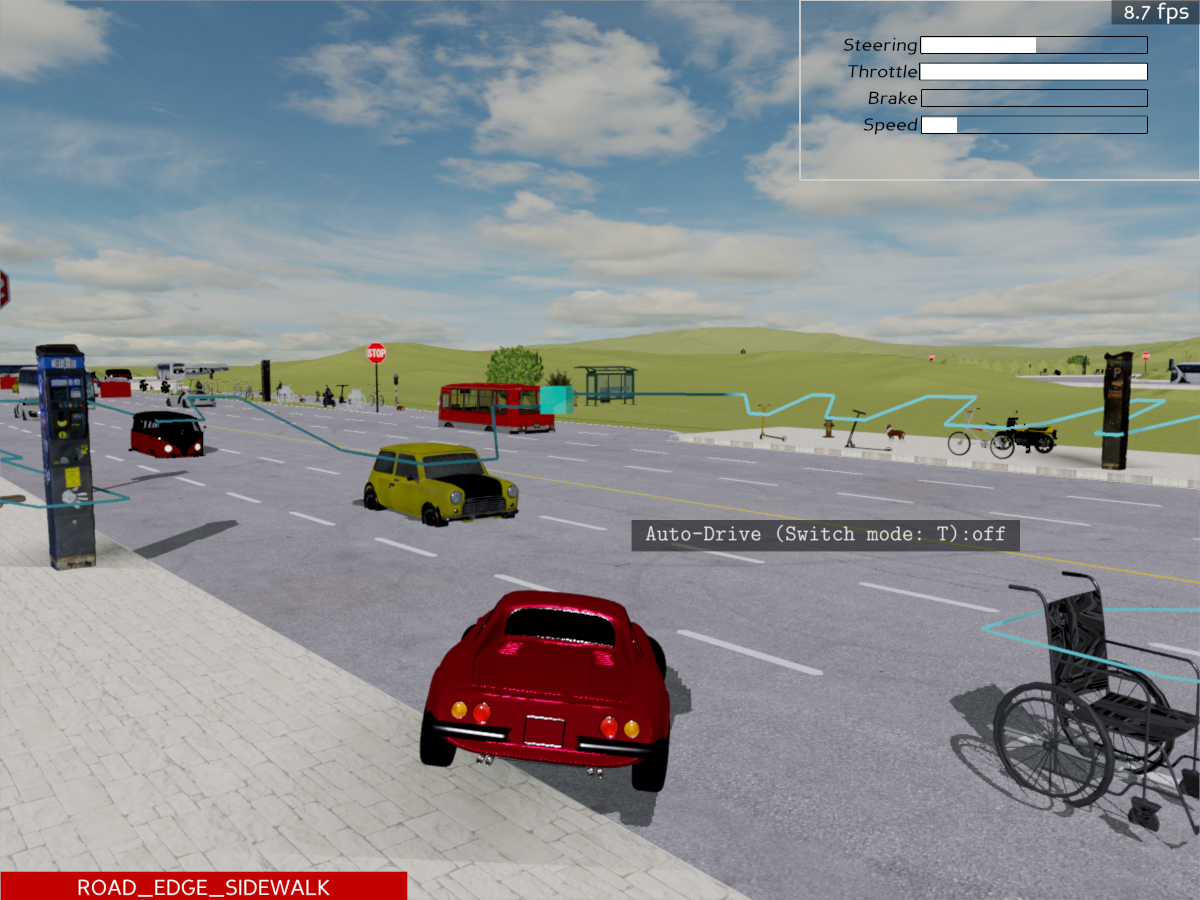 8.7 fps
Steering
Throttle
Brake
Speed
STOP
P
Auto-Drive (Switch mode: T):off
ROAD_EDGE_SIDEWALK